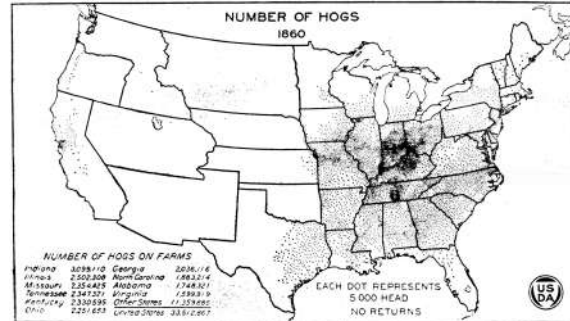 NUMBER OF HOGS
1860
NUMBER OF HOGS ON FARMS
Indiana 3,099,110 Georgia 2,036,116
Illinois 2,502,308 North Carolina 1,883,214
Missouri 2,354,425 Alabama 1,748,321
Tennessee 2,347,321 Virginia 1,599,919
Kentucky 2,330,595 Other States 11,359,892
Ohio 2,251,653 United States 33,512,867
EACH DOT REPRESENTS
5 000 HEAD
NO RETURNS
US
DA